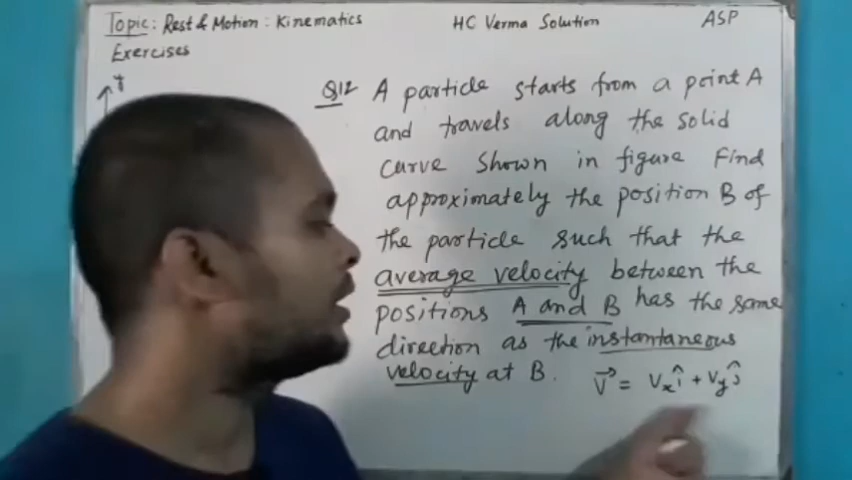 Topic: Rest & Motion: Kinematics HC Verma Solution ASP
Exercises
Q12 A particle starts from a point A
and travels along the solid
curve shown in figure Find
approximately the position B of
the particle such that the
average velocity between the
positions A and B has the same
direction as the instantaneous
velocity at B. V⃗ = Vx î + Vy ĵ